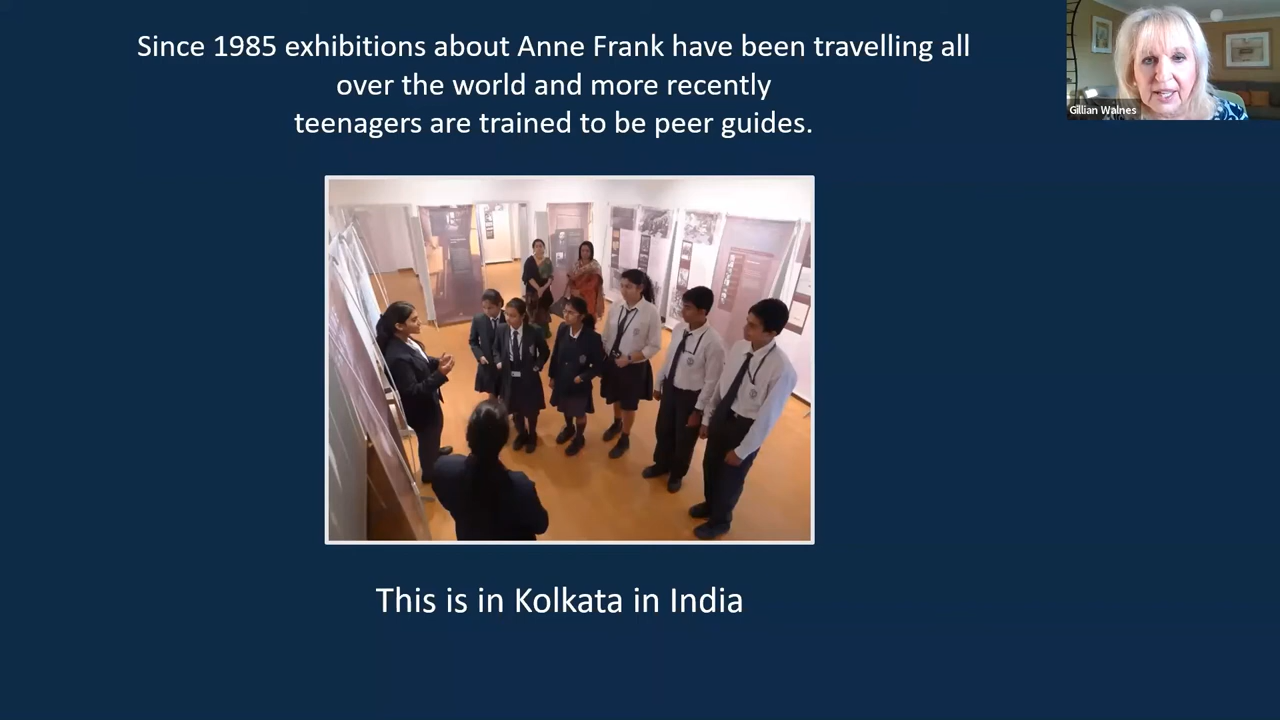 Since 1985 exhibitions about Anne Frank have been travelling all
over the world and more recently
teenagers are trained to be peer guides.
Gillian Walnes
This is in Kolkata in India